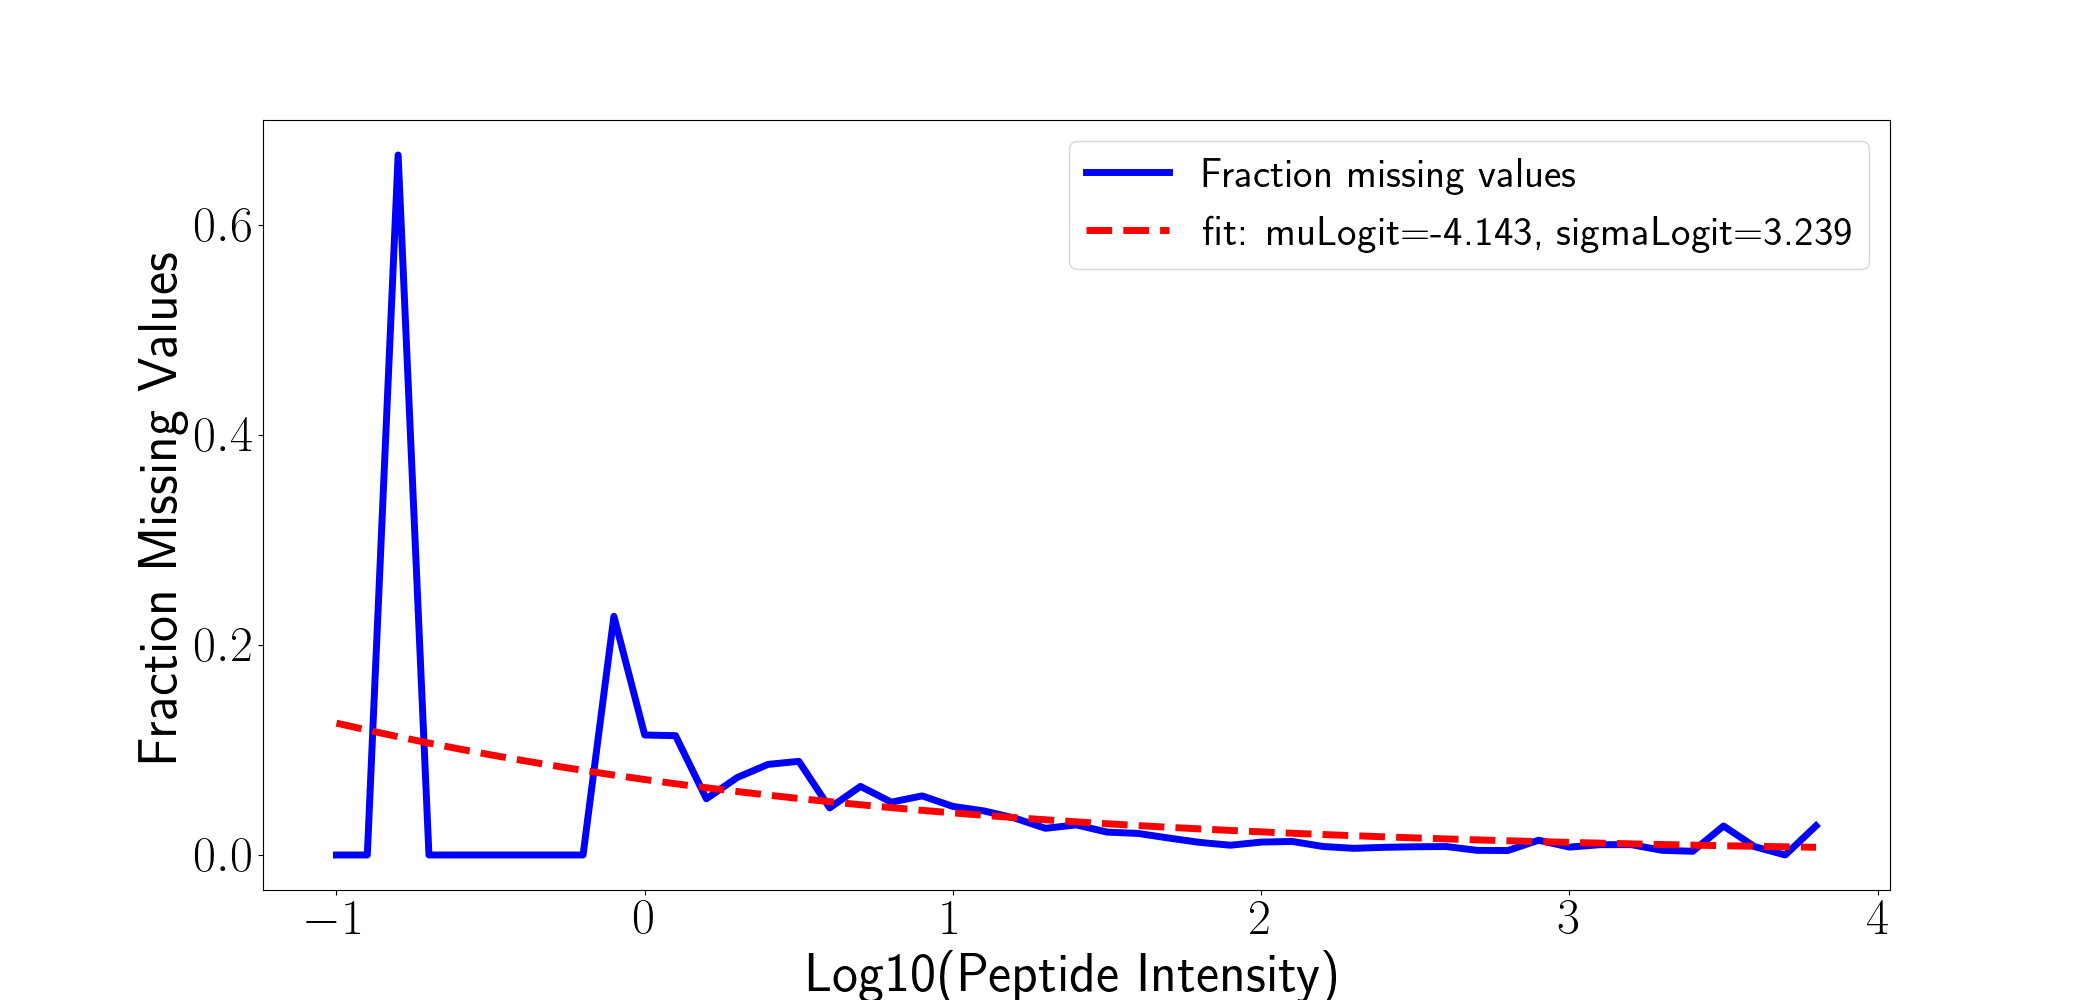 Fraction missing values
fit: muLogit=-4.143, sigmaLogit=3.239
0.6
0.4
0.2
0.0
Fraction Missing Values
−1 0 1 2 3 4
Log10(Peptide Intensity)